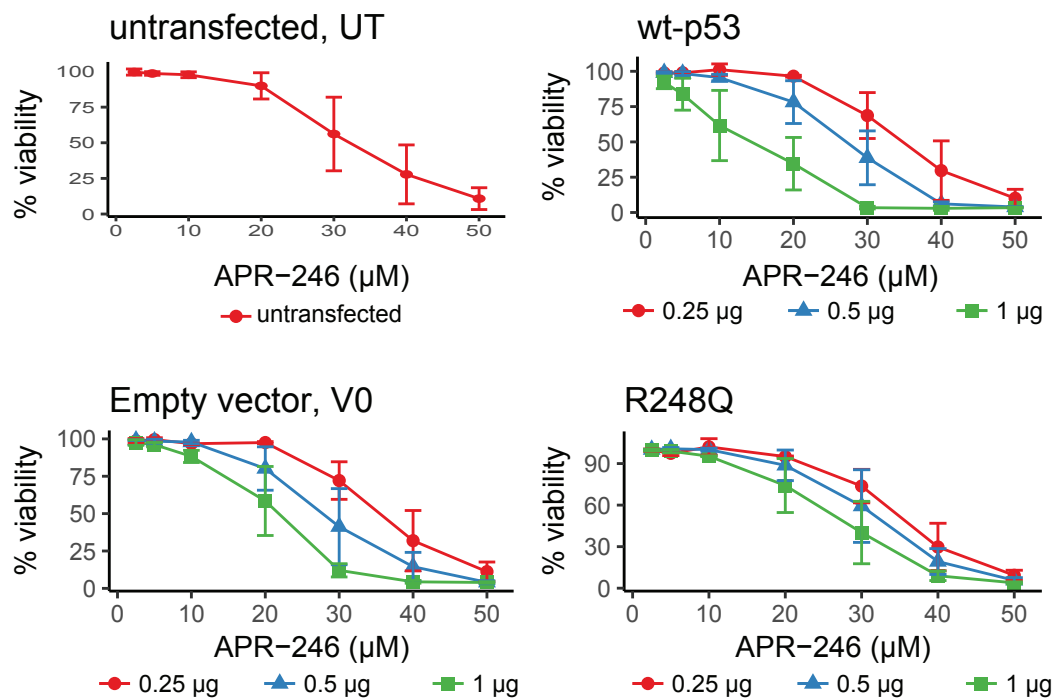 untransfected, UT
% viability
100
75
50
25
0
0 10 20 30 40 50
APR−246 (µM)
untransfected
wt-p53
% viability
100
75
50
25
0
0 10 20 30 40 50
APR−246 (µM)
0.25 µg 0.5 µg 1 µg
Empty vector, V0
% viability
100
75
50
25
0
0 10 20 30 40 50
APR−246 (µM)
0.25 µg 0.5 µg 1 µg
R248Q
% viability
90
60
30
0
0 10 20 30 40 50
APR−246 (µM)
0.25 µg 0.5 µg 1 µg